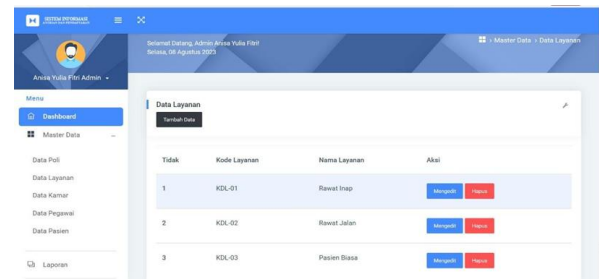 SISTEM INFORMASI
Selamat Datang, Admin Anisa Yulia Fitri!
Selasa, 08 Agustus 2023
> Master Data > Data Layanan
Anisa Yulia Fitri Admin
Menu
Dashboard
Master Data
Data Poli
Data Layanan
Data Kamar
Data Pegawai
Data Pasien
Laporan
Data Layanan
Tambah Data
Tidak Kode Layanan Nama Layanan Aksi
1 KDL-01 Rawat Inap Mengedit Hapus
2 KDL-02 Rawat Jalan Mengedit Hapus
3 KDL-03 Pasien Biasa Mengedit Hapus